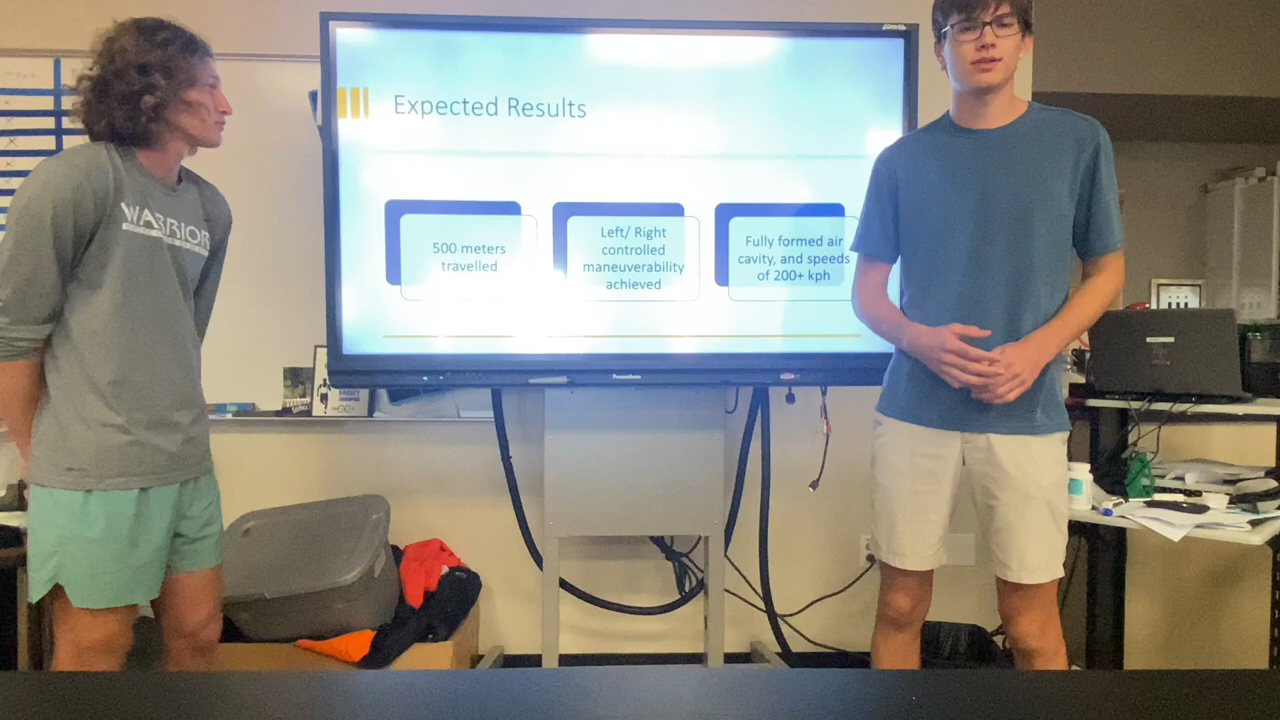 Expected Results
500 meters
travelled
Left/ Right
controlled
maneuverability
achieved
Fully formed air
cavity, and speeds
of 200+ kph
WARRIOR
Promethean